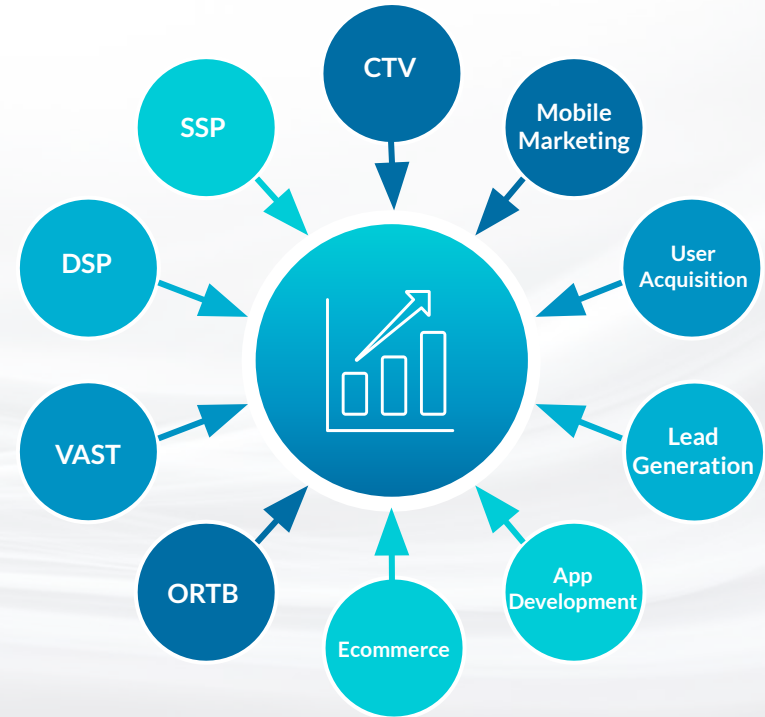 CTV
Mobile
Marketing
User
Acquisition
Lead
Generation
App
Development
Ecommerce
ORTB
VAST
DSP
SSP